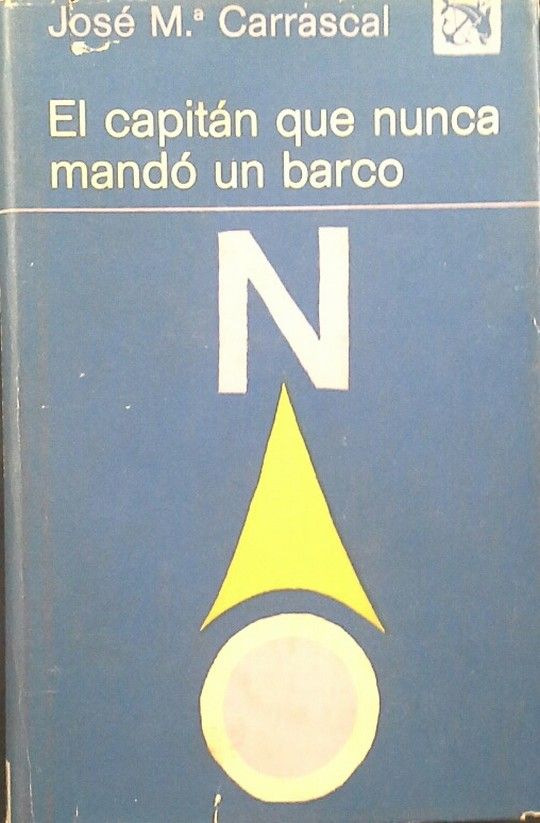 José M.ª Carrascal
El capitán que nunca
mandó un barco
N